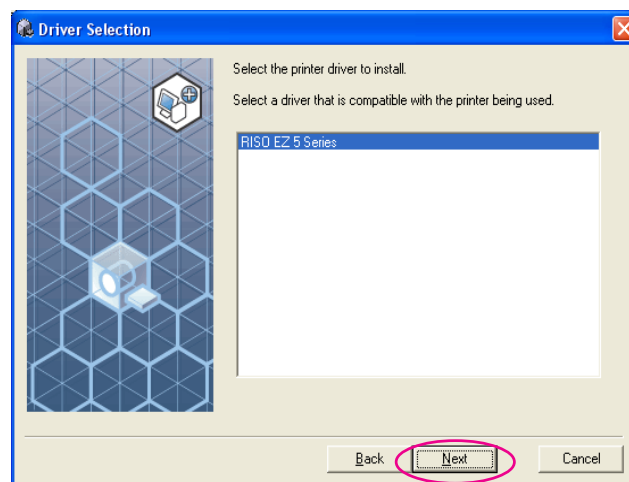 Driver Selection
Select the printer driver to install.
Select a driver that is compatible with the printer being used.
RISO EZ 5 Series
Back Next Cancel